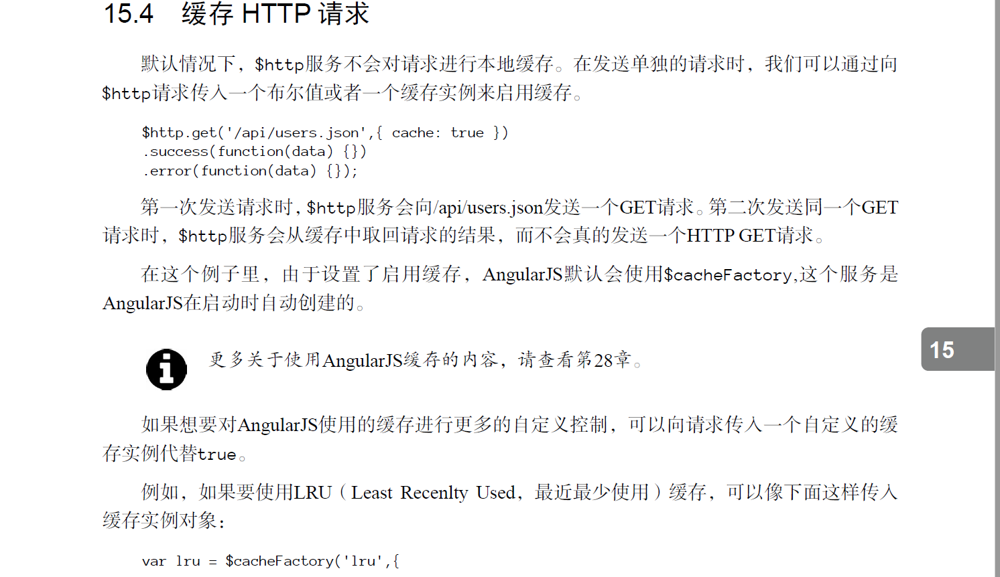 15.4 缓存 HTTP 请求
默认情况下，$http服务不会对请求进行本地缓存。在发送单独的请求时，我们可以通过向
$http请求传入一个布尔值或者一个缓存实例来启用缓存。
$http.get('/api/users.json',{ cache: true })
.success(function(data) {})
.error(function(data) {});
第一次发送请求时，$http服务会向/api/users.json发送一个GET请求。第二次发送同一个GET
请求时，$http服务会从缓存中取回请求的结果，而不会真的发送一个HTTP GET请求。
在这个例子里，由于设置了启用缓存，AngularJS默认会使用$cacheFactory,这个服务是
AngularJS在启动时自动创建的。
更多关于使用AngularJS缓存的内容，请查看第28章。
15
如果想要对AngularJS使用的缓存进行更多的自定义控制，可以向请求传入一个自定义的缓
存实例代替true。
例如，如果要使用LRU（Least Recenlty Used，最近最少使用）缓存，可以像下面这样传入
缓存实例对象：
var lru = $cacheFactory('lru',{